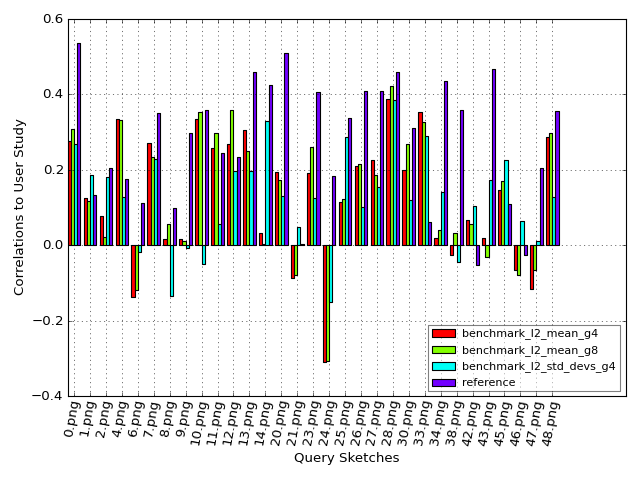 0.6
0.4
0.2
0.0
−0.2
−0.4
Correlations to User Study
benchmark_l2_mean_g4
benchmark_l2_mean_g8
benchmark_l2_std_devs_g4
reference
0.png
1.png
2.png
4.png
6.png
7.png
8.png
9.png
10.png
11.png
12.png
13.png
14.png
20.png
21.png
23.png
24.png
25.png
26.png
27.png
28.png
30.png
33.png
34.png
38.png
42.png
43.png
45.png
46.png
47.png
48.png
Query Sketches